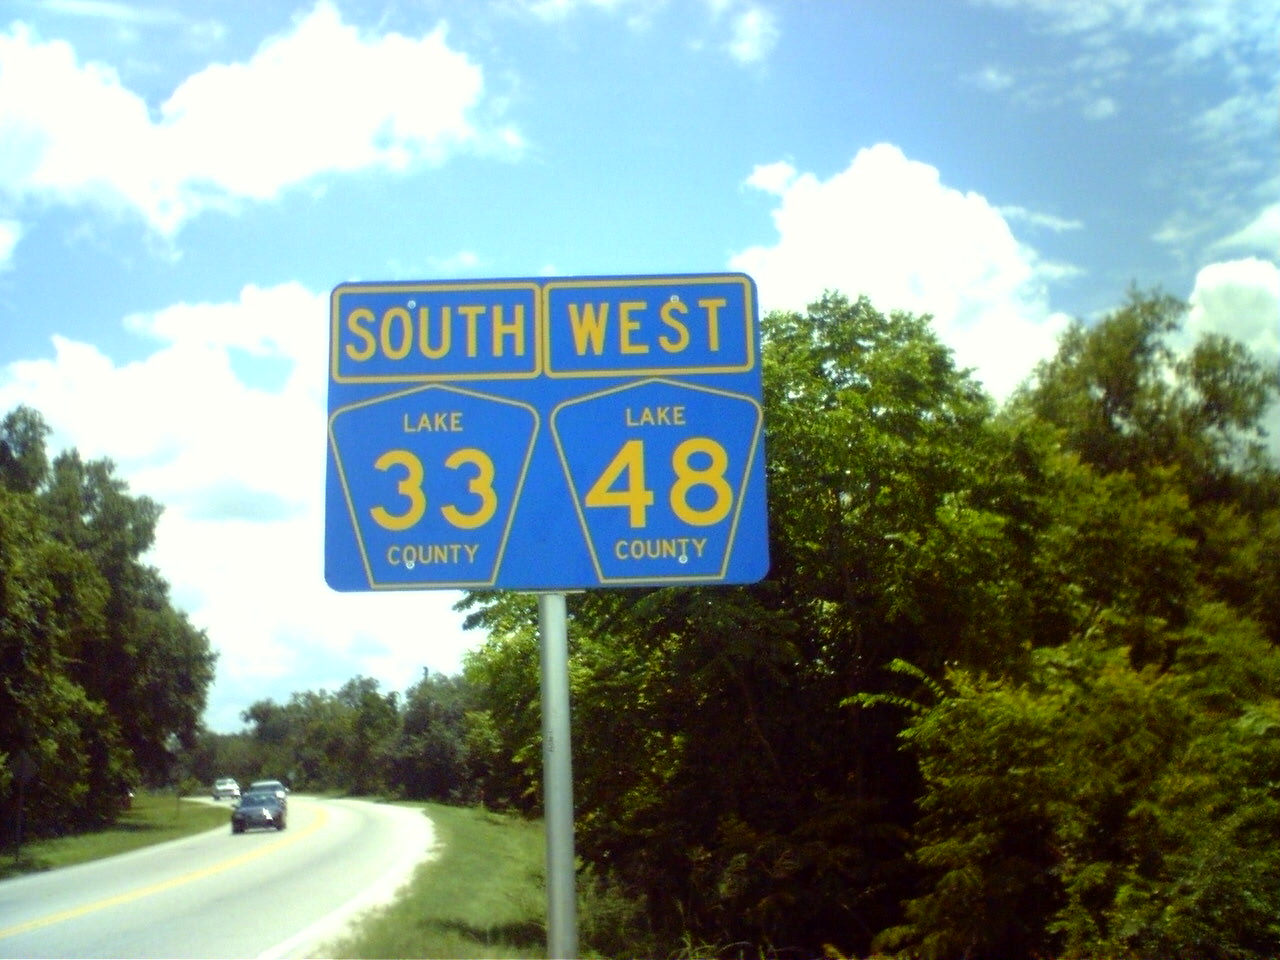 SOUTH WEST
LAKE LAKE
33 48
COUNTY COUNTY